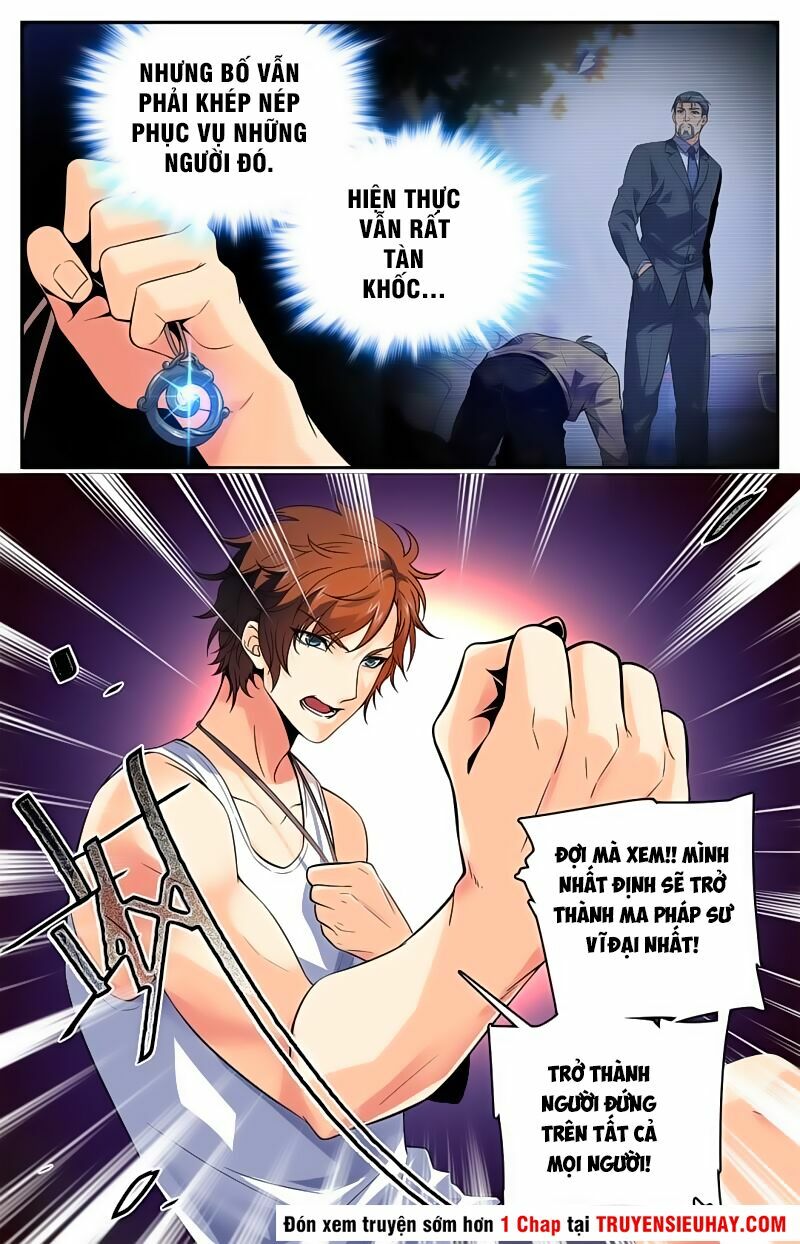 NHƯNG BỐ VẪN
PHẢI KHÉP NÉP
PHỤC VỤ NHỮNG
NGƯỜI ĐÓ.
HIỆN THỰC
VẪN RẤT
TÀN
KHỐC...
ĐỢI MÀ XEM!! MÌNH
NHẤT ĐỊNH SẼ TRỞ
THÀNH MA PHÁP SƯ
VĨ ĐẠI NHẤT!
TRỞ THÀNH
NGƯỜI ĐỨNG
TRÊN TẤT CẢ
MỌI NGƯỜI!
Đón xem truyện sớm hơn 1 Chap tại TRUYENSIEUHAY.COM